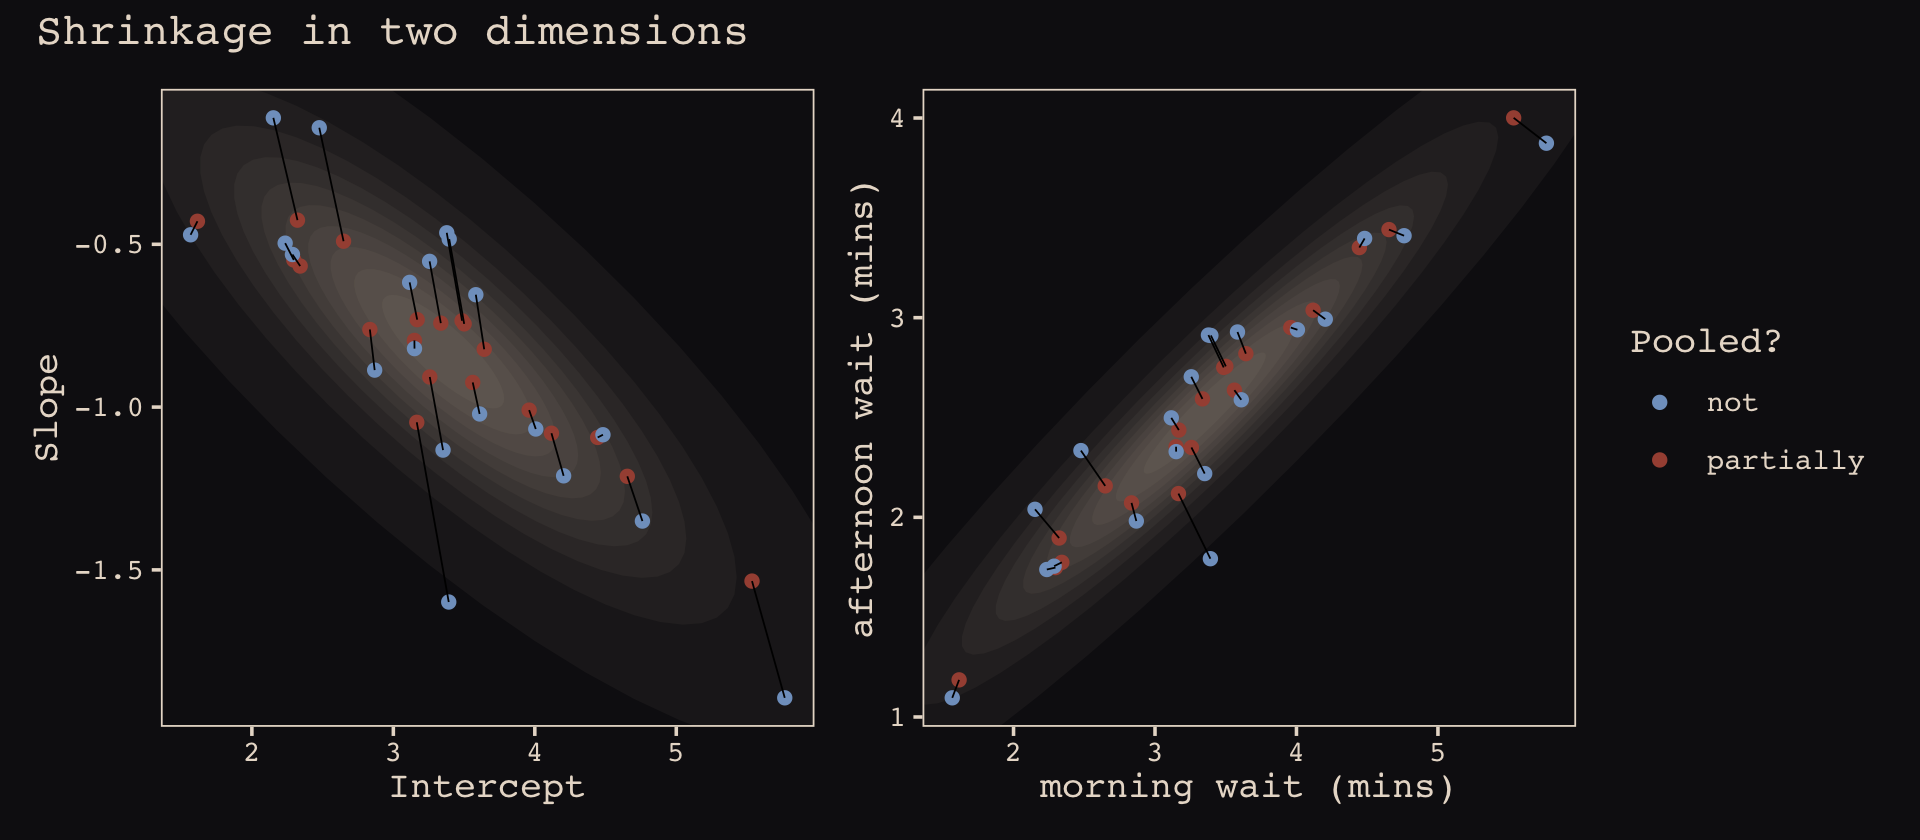 Shrinkage in two dimensions
Slope
-0.5
-1.0
-1.5
2 3 4 5
Intercept
afternoon wait (mins)
4
3
2
1
2 3 4 5
morning wait (mins)
Pooled?
not
partially